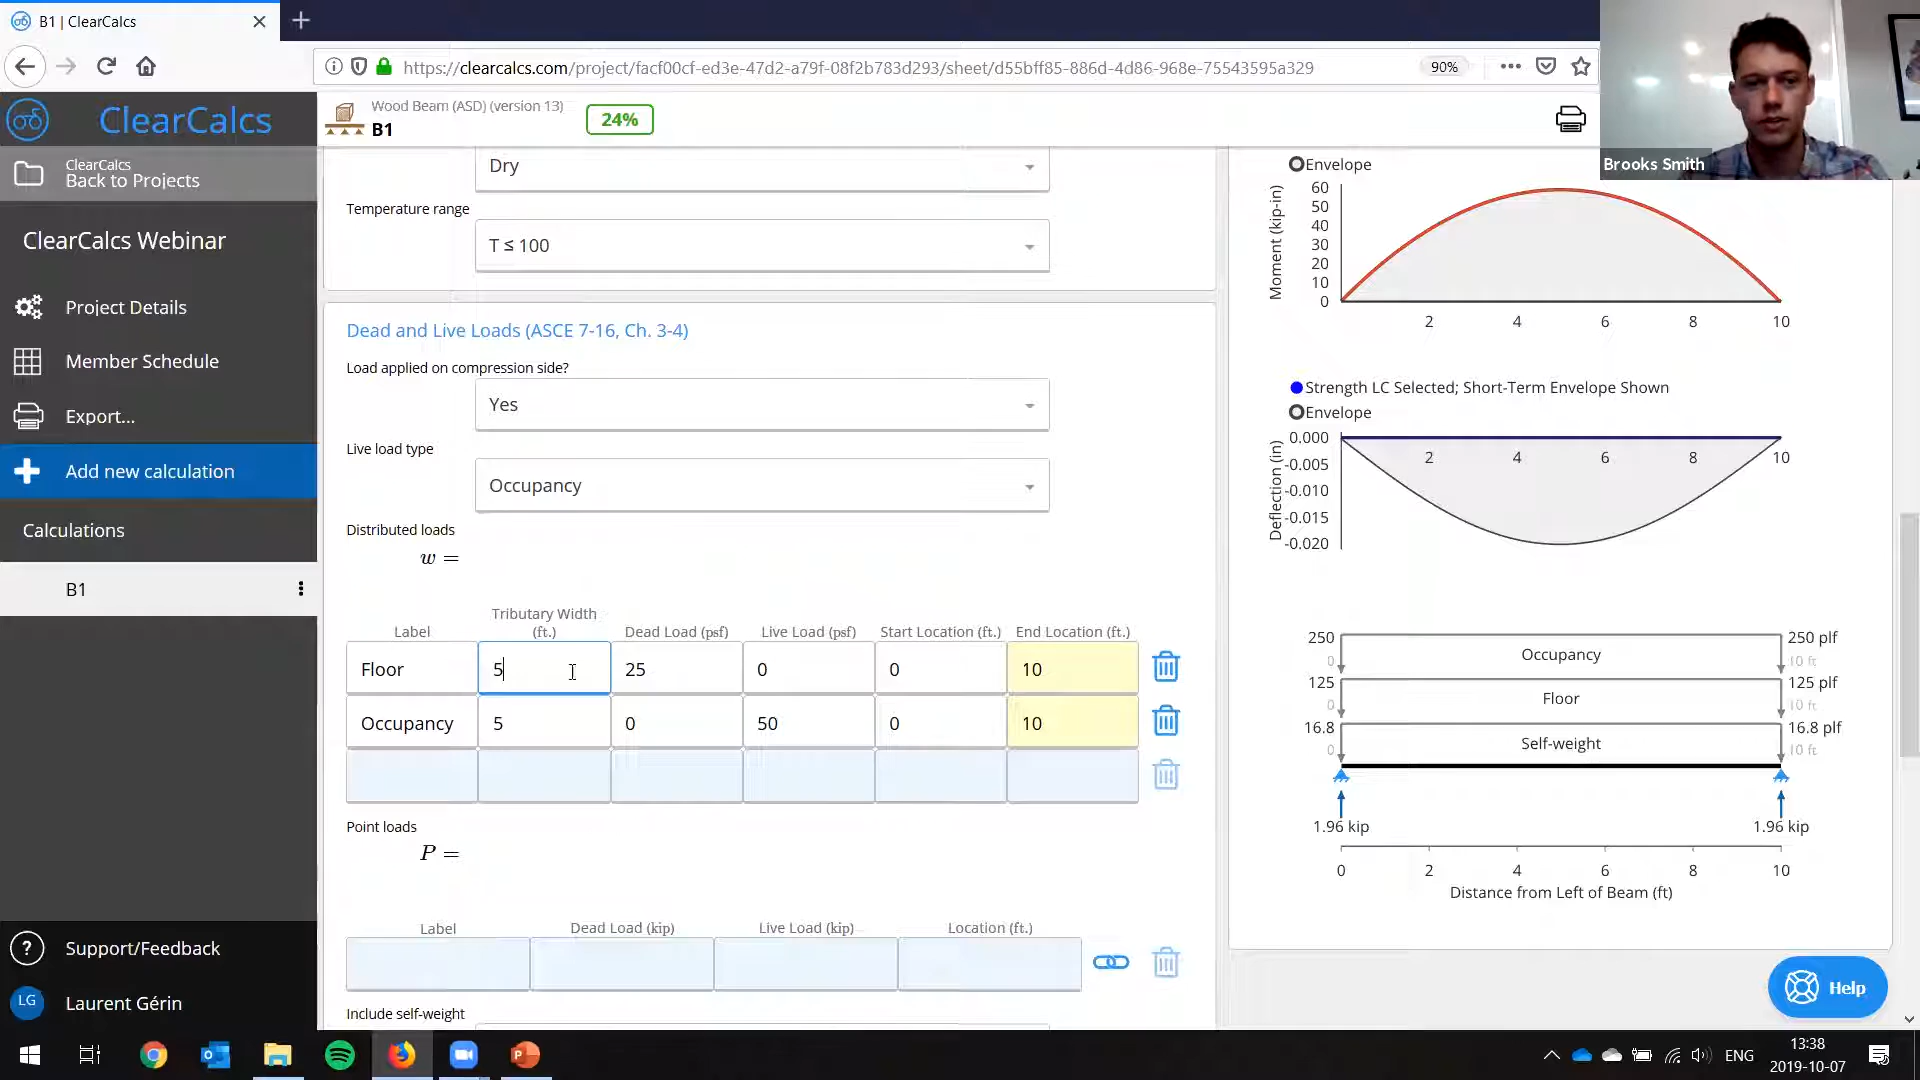 B1 | ClearCalcs
https://clearcalcs.com/project/facf00cf-ed3e-47d2-a79f-08f2b783d293/sheet/d55bff85-886d-4d86-968e-75543595a329
90%
ClearCalcs
Wood Beam (ASD) (version 13)
B1
24%
Brooks Smith
ClearCalcs
Back to Projects
ClearCalcs Webinar
Project Details
Member Schedule
Export...
Add new calculation
Calculations
B1
Support/Feedback
LG
Laurent Gérin
Dry
Temperature range
T ≤ 100
Dead and Live Loads (ASCE 7-16, Ch. 3-4)
Load applied on compression side?
Yes
Live load type
Occupancy
Distributed loads
w =
Label
Tributary Width (ft.)
Dead Load (psf)
Live Load (psf)
Start Location (ft.)
End Location (ft.)
Floor 5 25 0 0 10
Occupancy 5 0 50 0 10
Point loads
P =
Label
Dead Load (kip)
Live Load (kip)
Location (ft.)
Include self-weight
Envelope
Moment (kip-in)
60
50
40
30
20
10
0
2 4 6 8 10
Strength LC Selected; Short-Term Envelope Shown
Envelope
Deflection (in)
0.000
-0.005
-0.010
-0.015
-0.020
2 4 6 8 10
250 Occupancy 250 plf
0 10 ft
125 Floor 125 plf
0 10 ft
16.8 Self-weight 16.8 plf
0 10 ft
1.96 kip 1.96 kip
0 2 4 6 8 10
Distance from Left of Beam (ft)
Help
ENG
13:38
2019-10-07